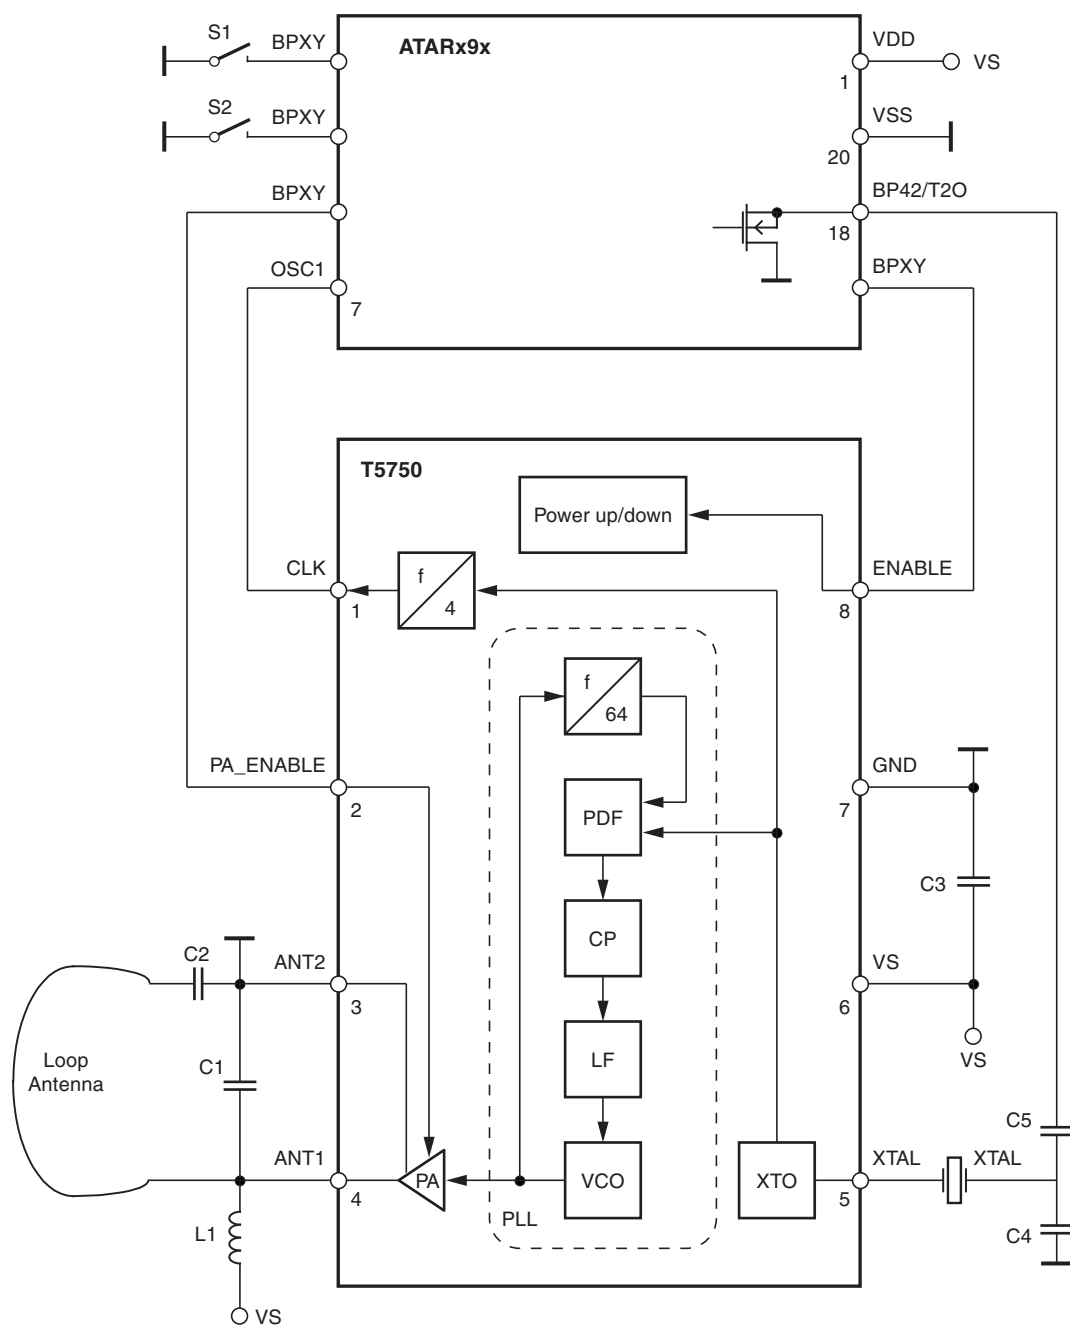 S1
BPXY
ATARx9x
VDD
1
VS
S2
BPXY
VSS
20
BPXY
BP42/T2O
18
OSC1
7
BPXY
T5750
Power up/down
CLK
1
f
4
ENABLE
8
f
64
PA_ENABLE
2
GND
7
PDF
C3
CP
C2
ANT2
3
VS
6
Loop
Antenna
C1
LF
VS
C5
ANT1
4
PA
VCO
PLL
XTO
XTAL
5
XTAL
L1
C4
VS